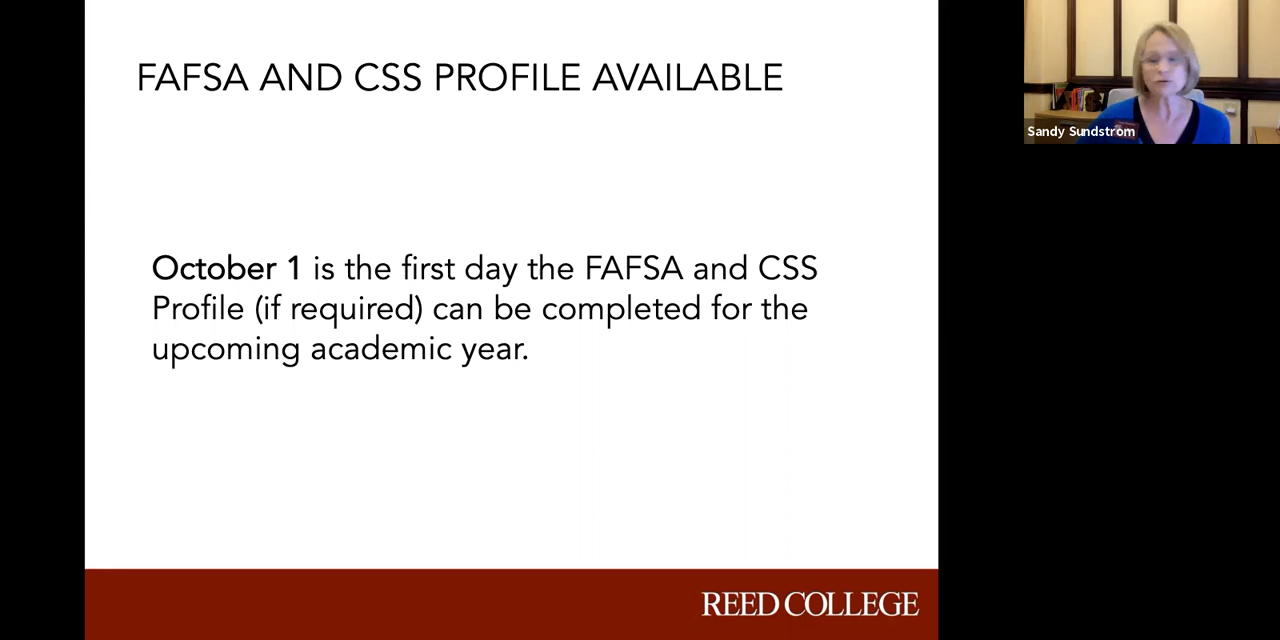 FAFSA AND CSS PROFILE AVAILABLE
October 1 is the first day the FAFSA and CSS
Profile (if required) can be completed for the
upcoming academic year.
REED COLLEGE
Sandy Sundstrom